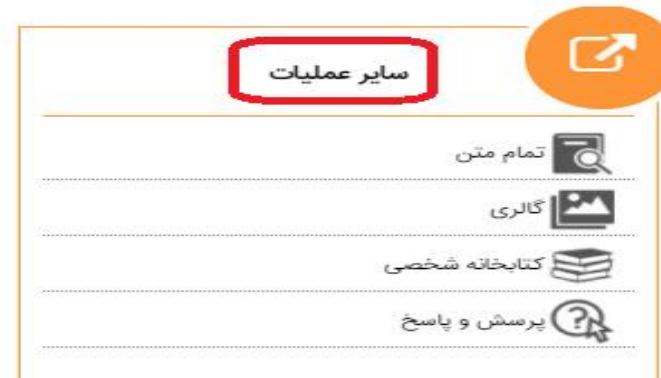 سایر عملیات
تمام متن
گالری
کتابخانه شخصی
پرسش و پاسخ